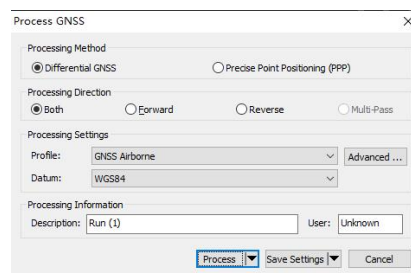 Process GNSS
Processing Method
Differential GNSS Precise Point Positioning (PPP)
Processing Direction
Both Forward Reverse Multi-Pass
Processing Settings
Profile: GNSS Airborne Advanced ...
Datum: WGS84
Processing Information
Description: Run (1) User: Unknown
Process Save Settings Cancel